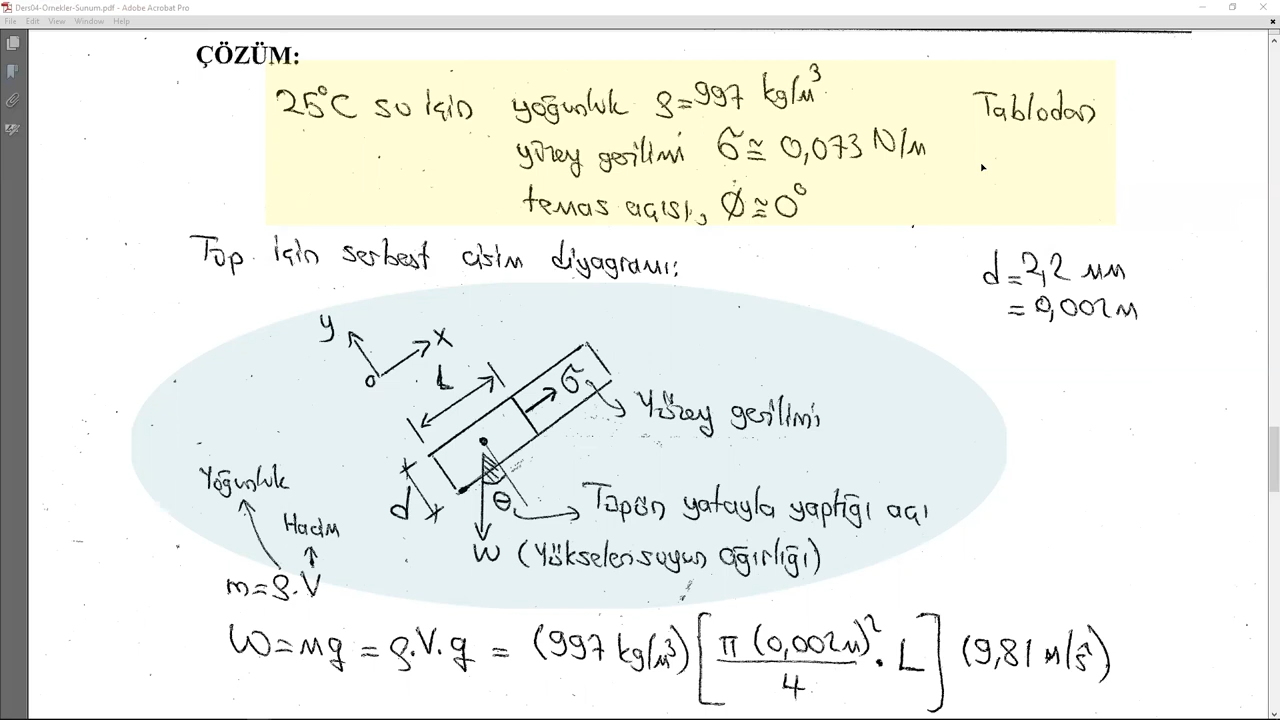 Ders04-Ornekler-Sunum.pdf - Adobe Acrobat Pro
File Edit View Window Help
ÇÖZÜM:
25°C su için yoğunluk ρ=997 kg/m³ Tablodan
yüzey gerilimi σ≅ 0,073 N/m
temas açısı, ϕ≅0°
Tüp için serbest cisim diyagramı:
d=2,2 mm
= 0,002 m
y
x
o
L
σ
Yüzey gerilimi
d
θ
Tüpün yatayla yaptığı açı
W (Yükselen suyun ağırlığı)
Yoğunluk
Hacim
m=ρ.V
W=mg = ρ.V.g = (997 kg/m³) [π (0,002m)²/4 . L] (9,81 m/s²)